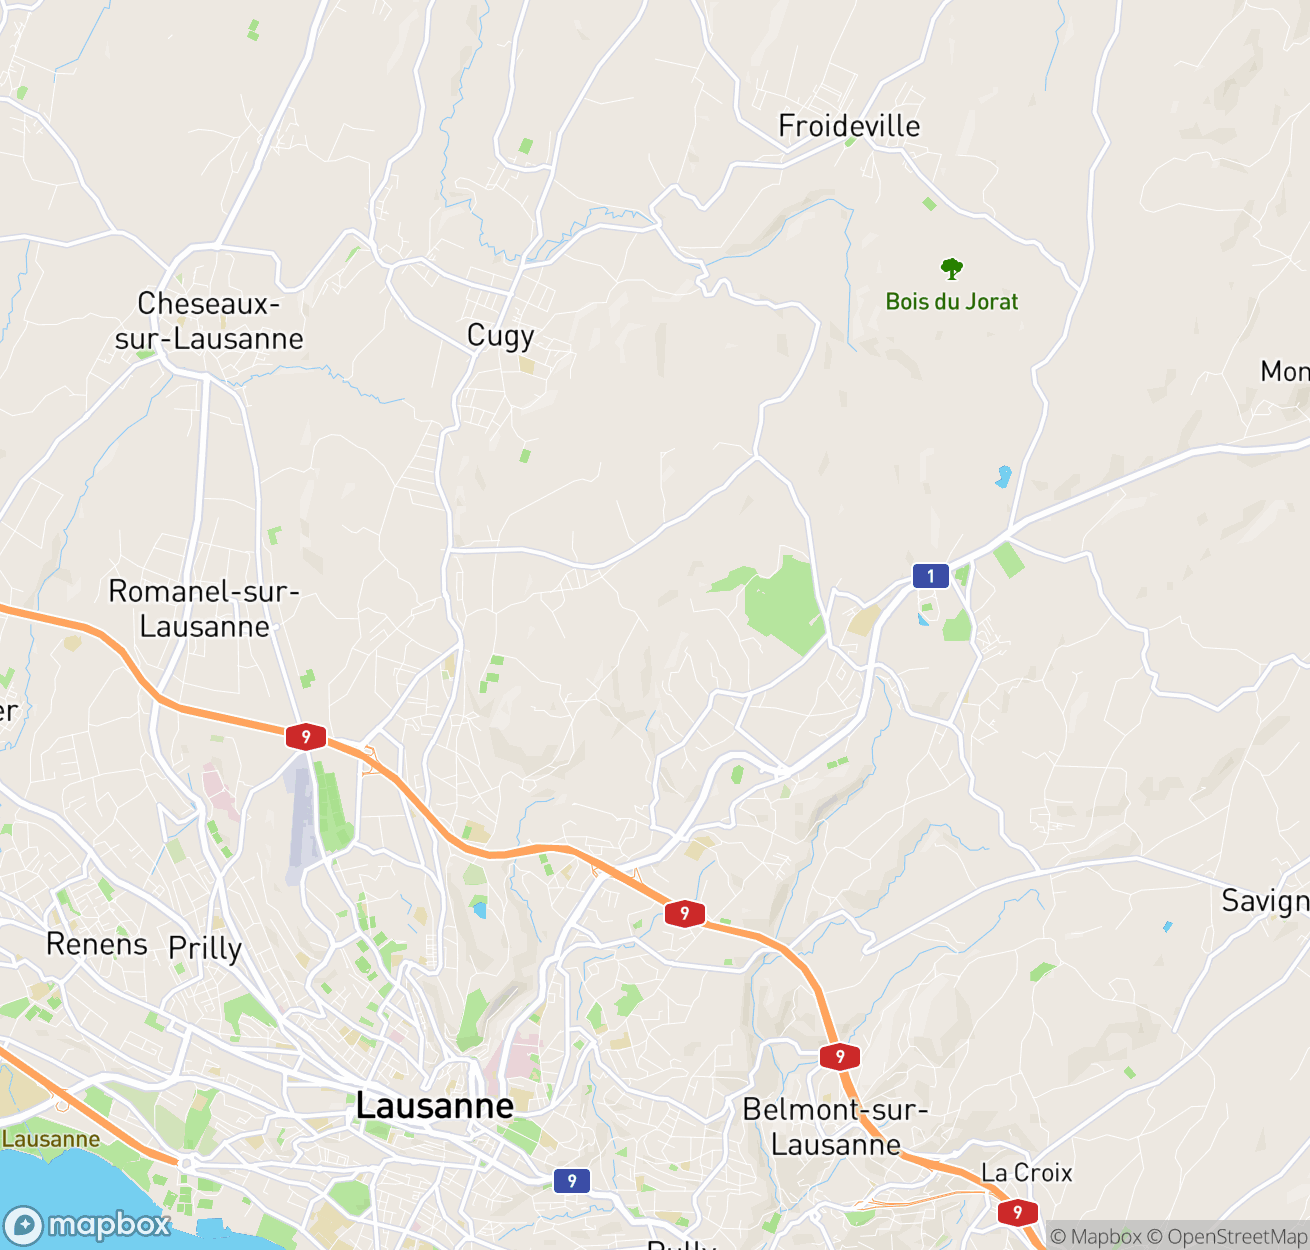 Froideville
Bois du Jorat
Cheseaux-
sur-Lausanne
Cugy
Mon
1
Romanel-sur-
Lausanne
er
9
9
Savign
Renens
Prilly
9
Lausanne
Belmont-sur-
Lausanne
Lausanne
La Croix
9
9
mapbox
© Mapbox © OpenStreetMap